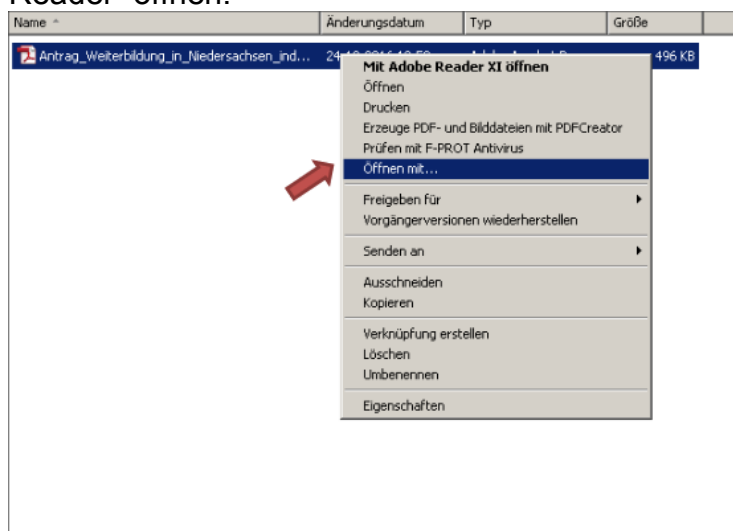 Reader öffnen:
Name Änderungsdatum Typ Größe
Antrag_Weiterbildung_in_Niedersachsen_ind... 496 KB
Mit Adobe Reader XI öffnen
Öffnen
Drucken
Erzeuge PDF- und Bilddateien mit PDFCreator
Prüfen mit F-PROT Antivirus
Öffnen mit...
Freigeben für
Vorgängerversionen wiederherstellen
Senden an
Ausschneiden
Kopieren
Verknüpfung erstellen
Löschen
Umbenennen
Eigenschaften